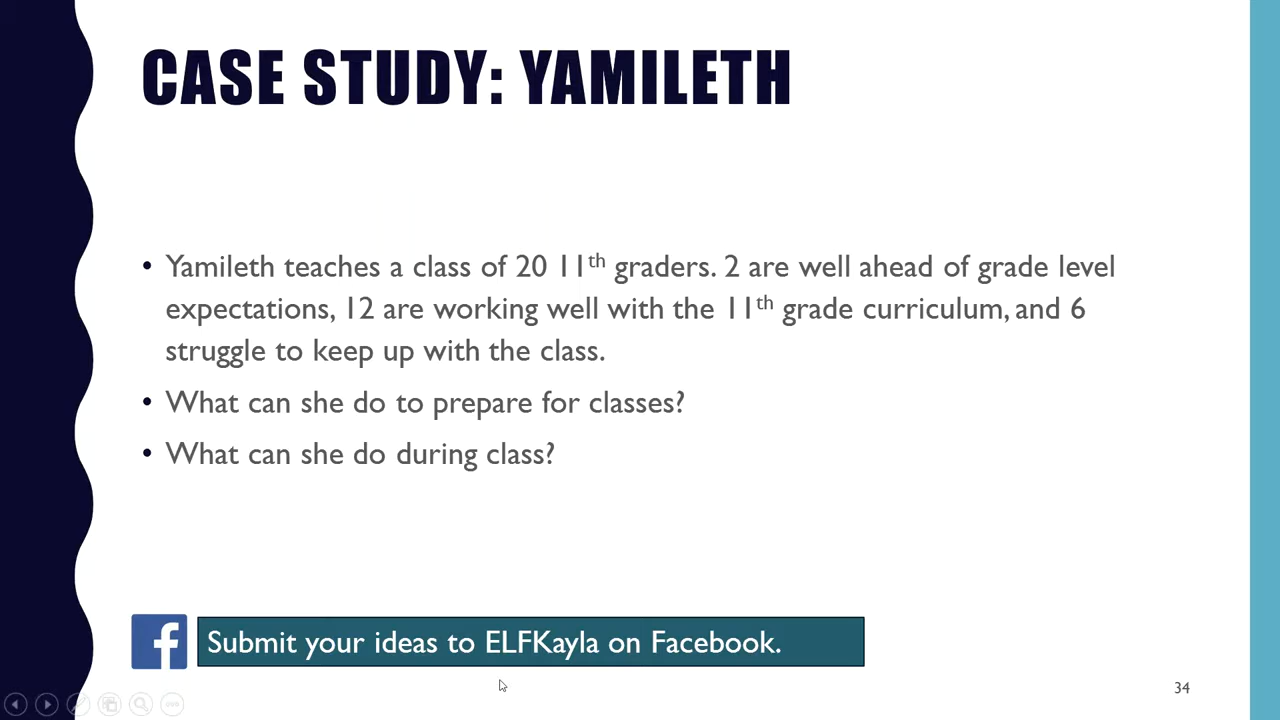 CASE STUDY: YAMILETH
• Yamileth teaches a class of 20 11th graders. 2 are well ahead of grade level
expectations, 12 are working well with the 11th grade curriculum, and 6
struggle to keep up with the class.
• What can she do to prepare for classes?
• What can she do during class?
Submit your ideas to ELFKayla on Facebook.
34